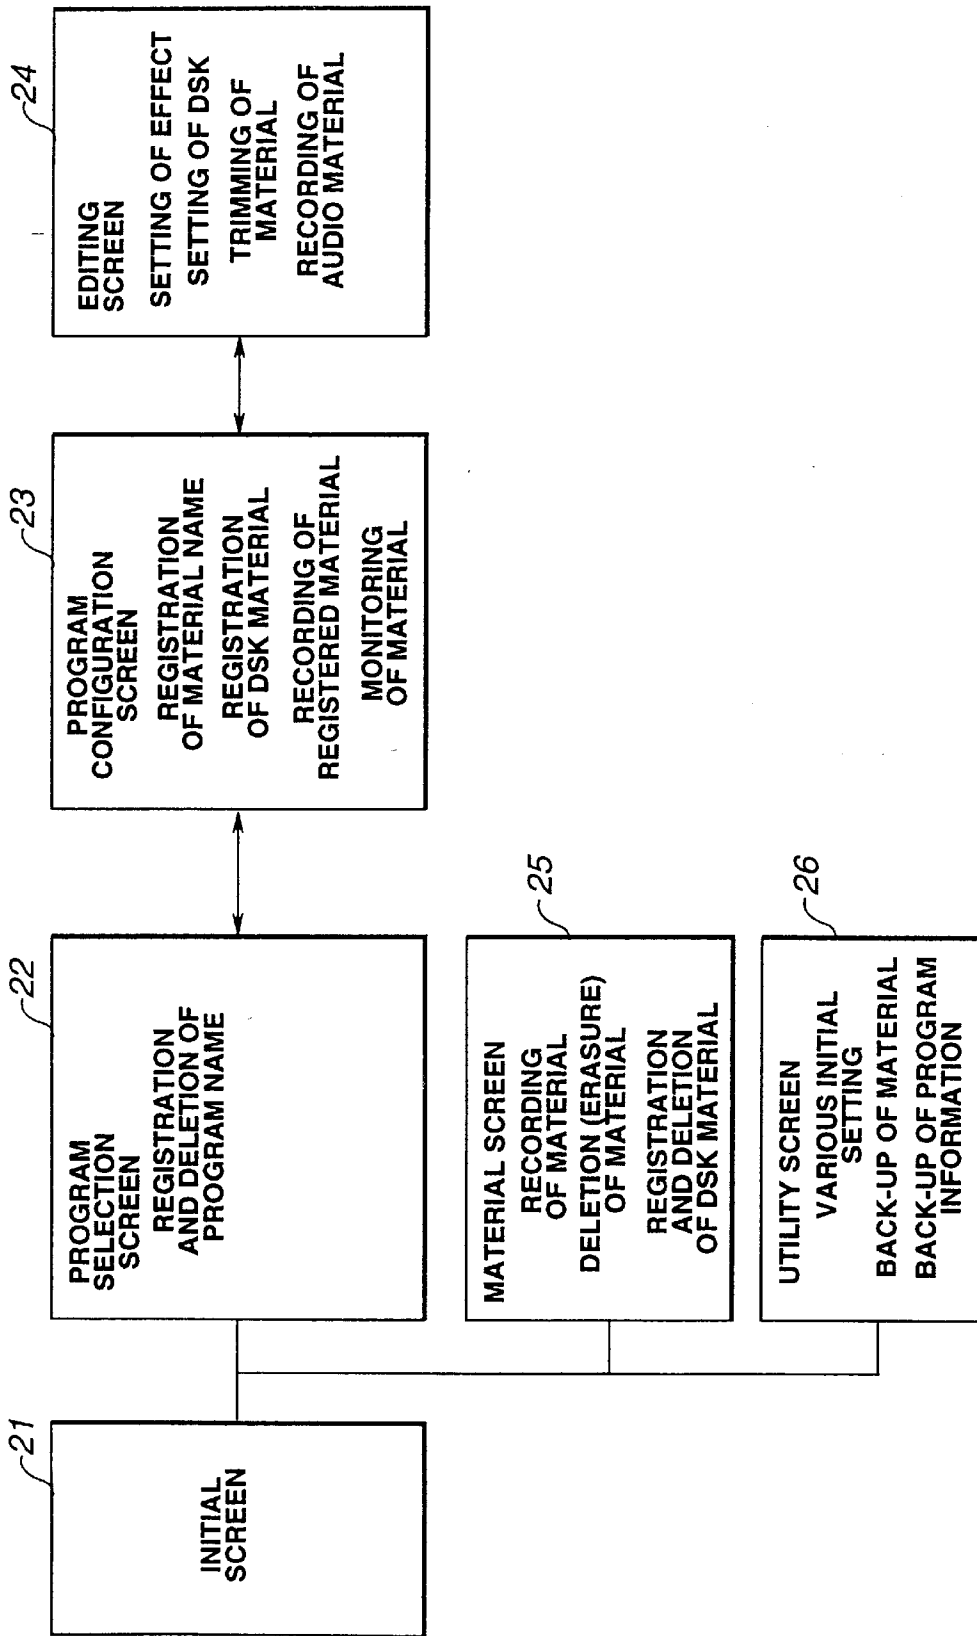 21
INITIAL
SCREEN
22
PROGRAM
SELECTION
SCREEN
REGISTRATION
AND DELETION OF
PROGRAM NAME
23
PROGRAM
CONFIGURATION
SCREEN
REGISTRATION
OF MATERIAL NAME
REGISTRATION
OF DSK MATERIAL
RECORDING OF
REGISTERED MATERIAL
MONITORING
OF MATERIAL
24
EDITING
SCREEN
SETTING OF EFFECT
SETTING OF DSK
TRIMMING OF
MATERIAL
RECORDING OF
AUDIO MATERIAL
25
MATERIAL SCREEN
RECORDING
OF MATERIAL
DELETION (ERASURE)
OF MATERIAL
REGISTRATION
AND DELETION
OF DSK MATERIAL
26
UTILITY SCREEN
VARIOUS INITIAL
SETTING
BACK-UP OF MATERIAL
BACK-UP OF PROGRAM
INFORMATION